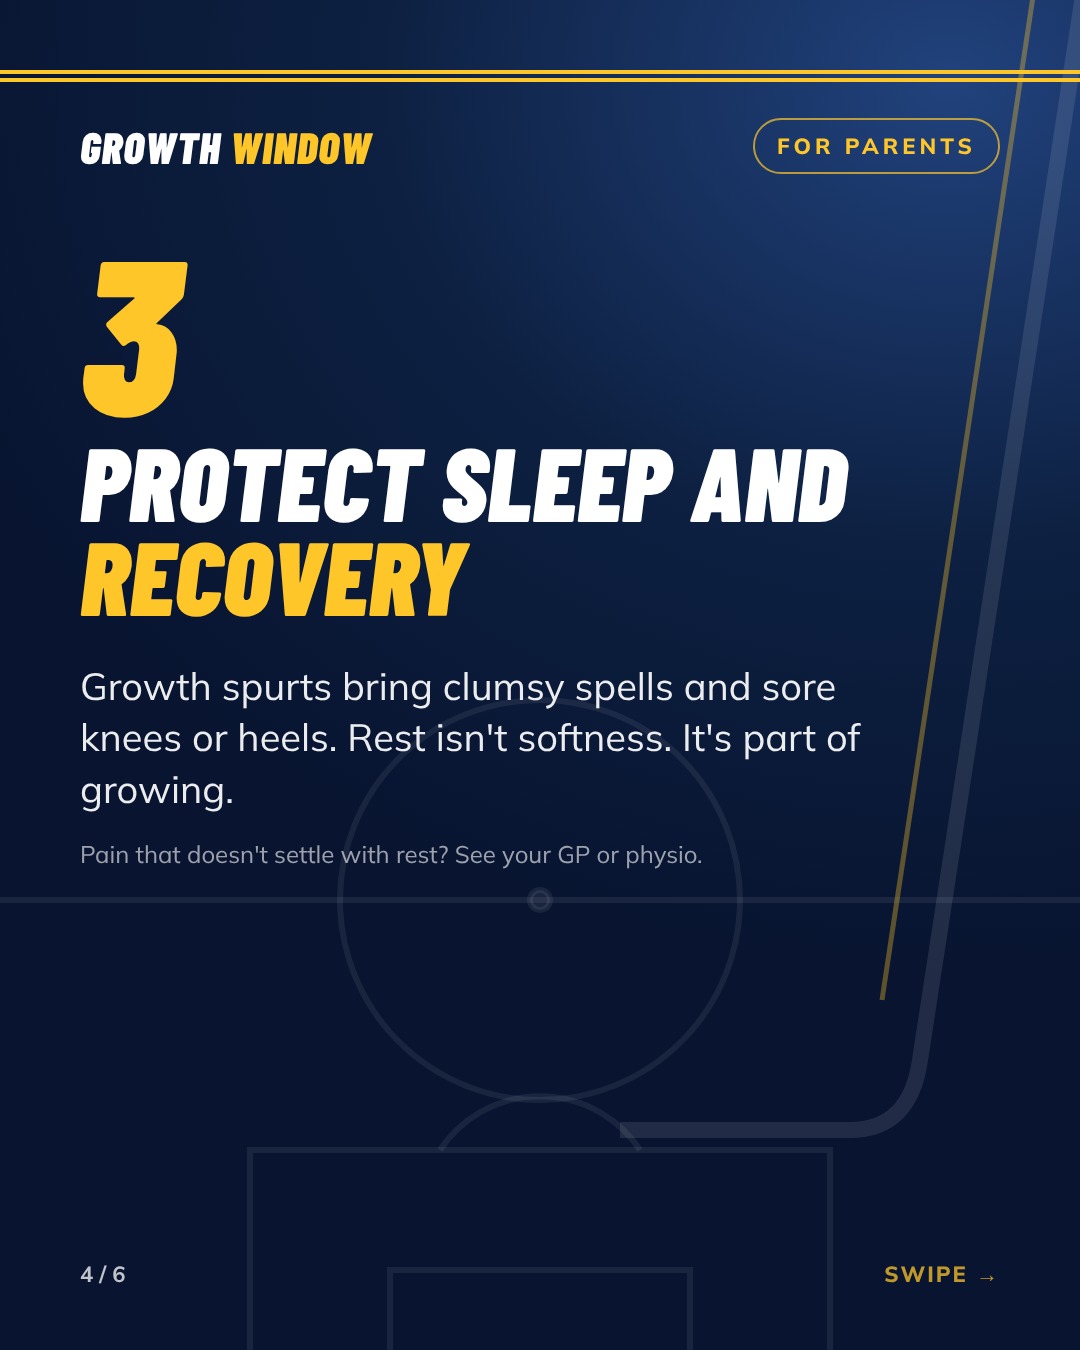 GROWTH WINDOW
FOR PARENTS
3
PROTECT SLEEP AND
RECOVERY
Growth spurts bring clumsy spells and sore
knees or heels. Rest isn't softness. It's part of
growing.
Pain that doesn't settle with rest? See your GP or physio.
4 / 6
SWIPE →